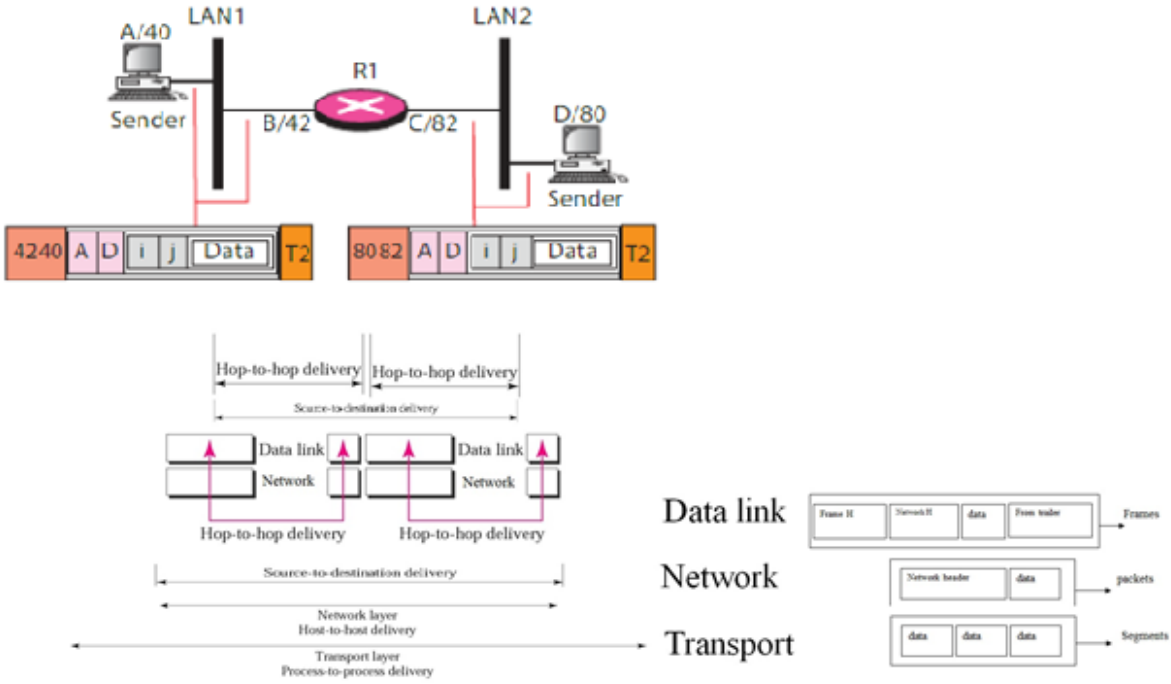 LAN1
LAN2
A/40
R1
Sender
B/42
C/82
D/80
Sender
4240 A D i j Data T2
8082 A D i j Data T2
Hop-to-hop delivery
Hop-to-hop delivery
Source-to-destination delivery
Data link
Data link
Network
Network
Hop-to-hop delivery
Hop-to-hop delivery
Source-to-destination delivery
Network layer
Host-to-host delivery
Transport layer
Process-to-process delivery
Data link
Frame H
Network H
data
From trailer
Frames
Network
Network header
data
packets
Transport
data
data
data
Segments